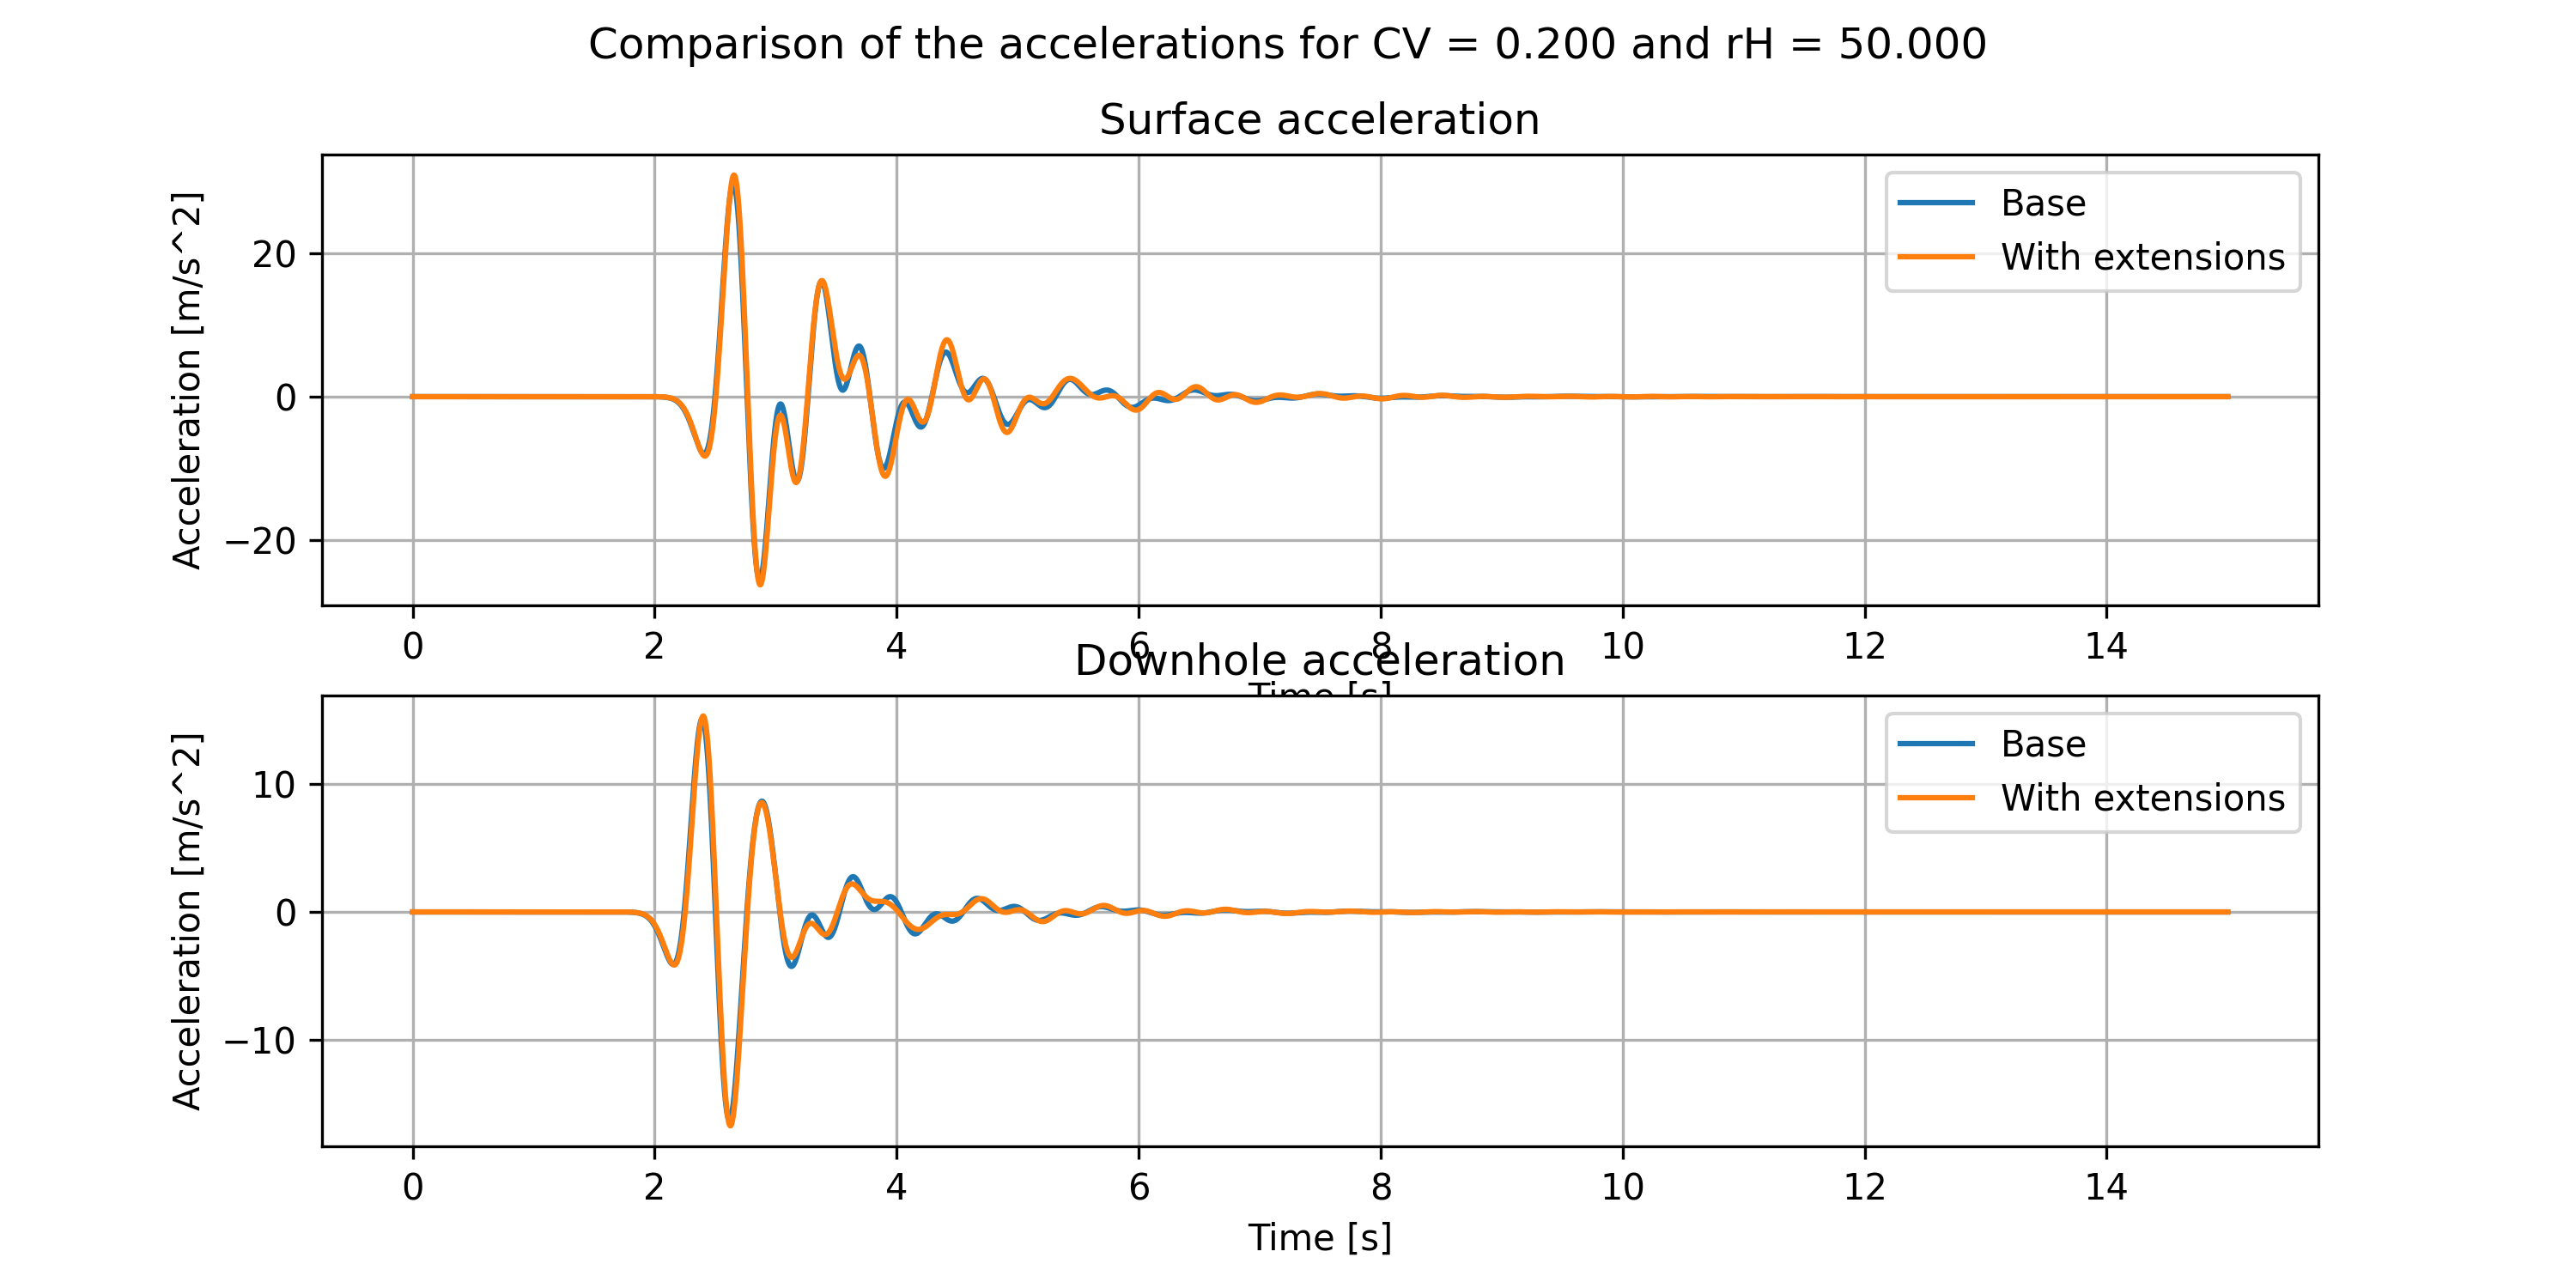 Comparison of the accelerations for CV = 0.200 and rH = 50.000
Surface acceleration
Acceleration [m/s^2]
20
0
−20
Base
With extensions
0 2 4 6 8 10 12 14
Time [s]
Downhole acceleration
Acceleration [m/s^2]
10
0
−10
Base
With extensions
0 2 4 6 8 10 12 14
Time [s]